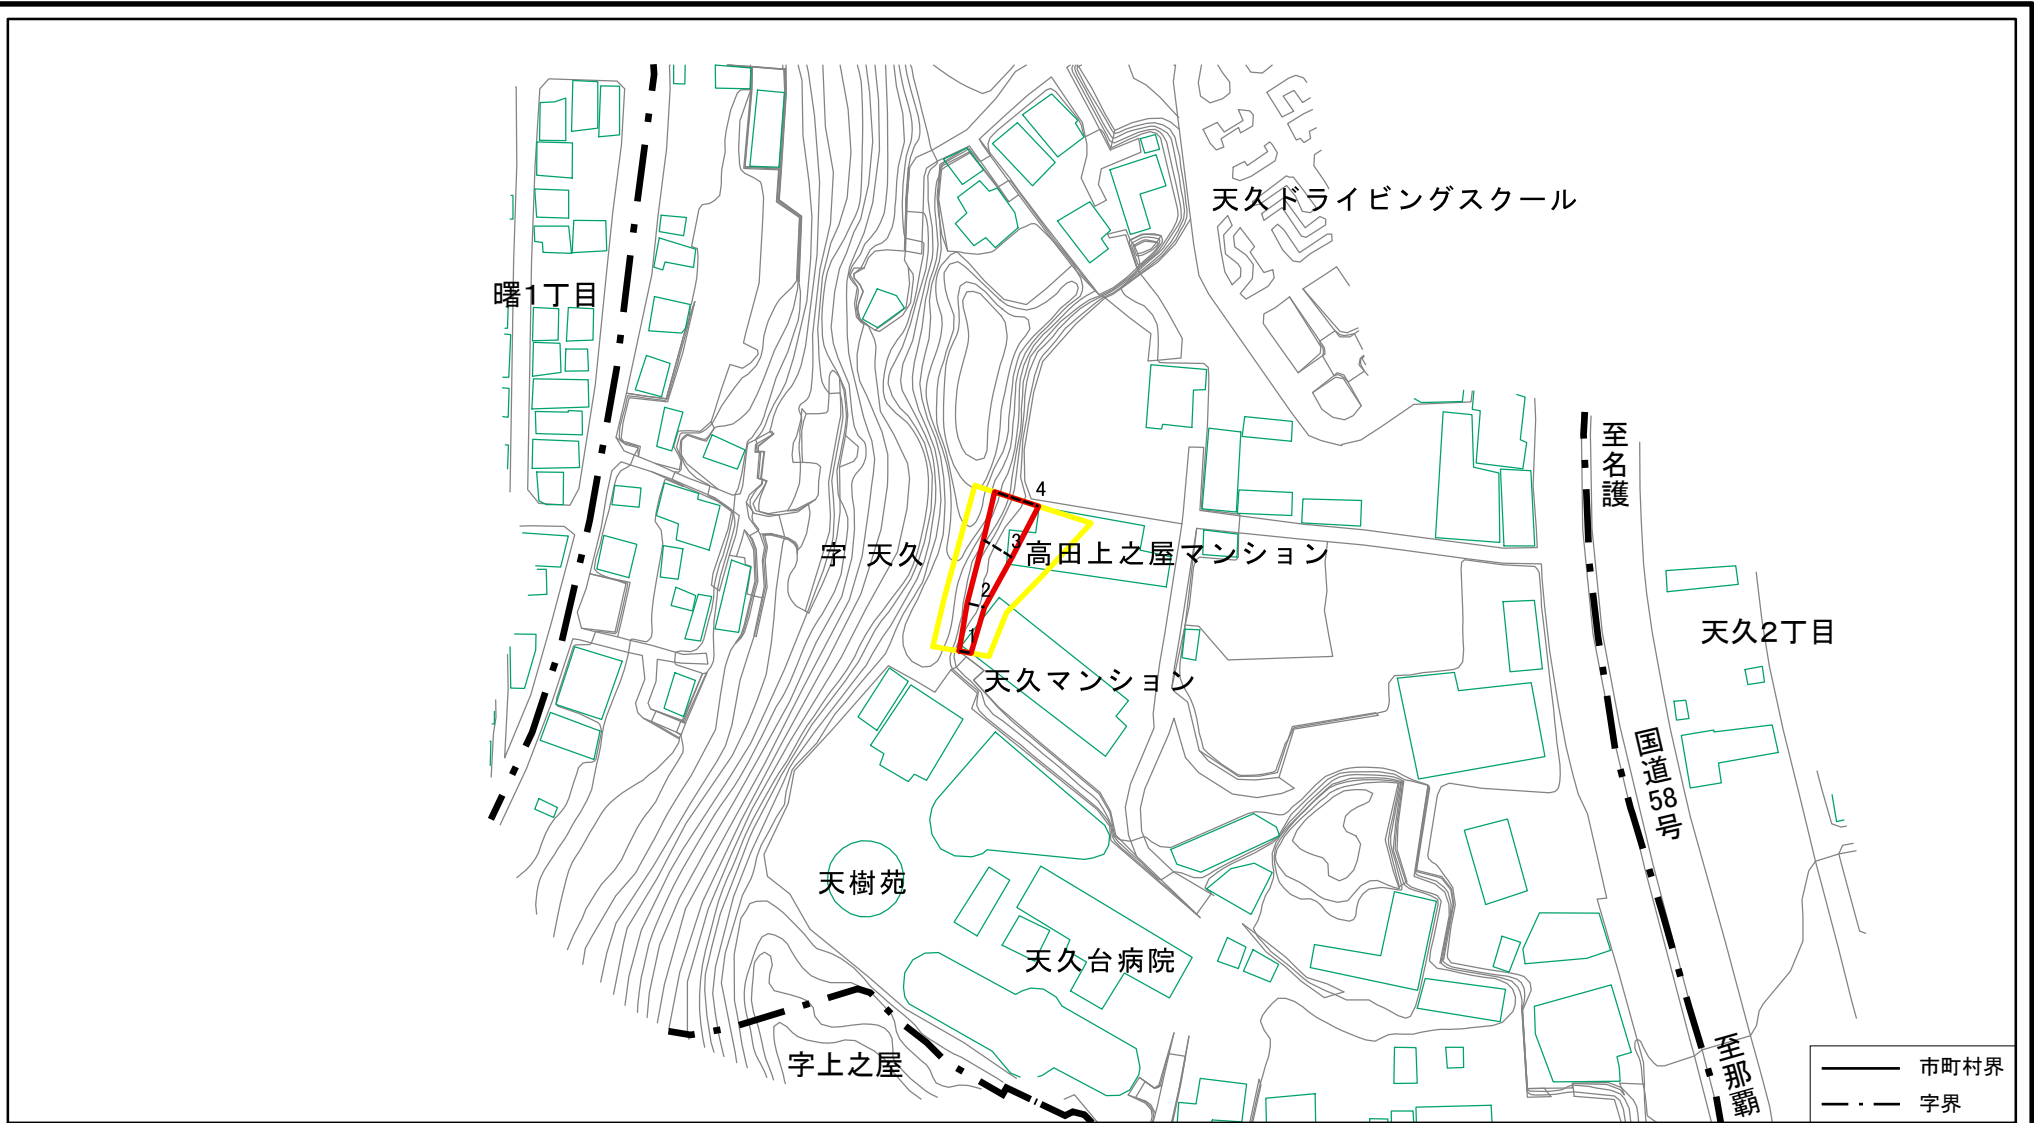 天久ドライビングスクール
曙1丁目
至名護
4
3
字 天久
高田上之屋マンション
2
1
天久2丁目
天久マンション
国道58号
天樹苑
天久台病院
字上之屋
至那覇
市町村界
字界